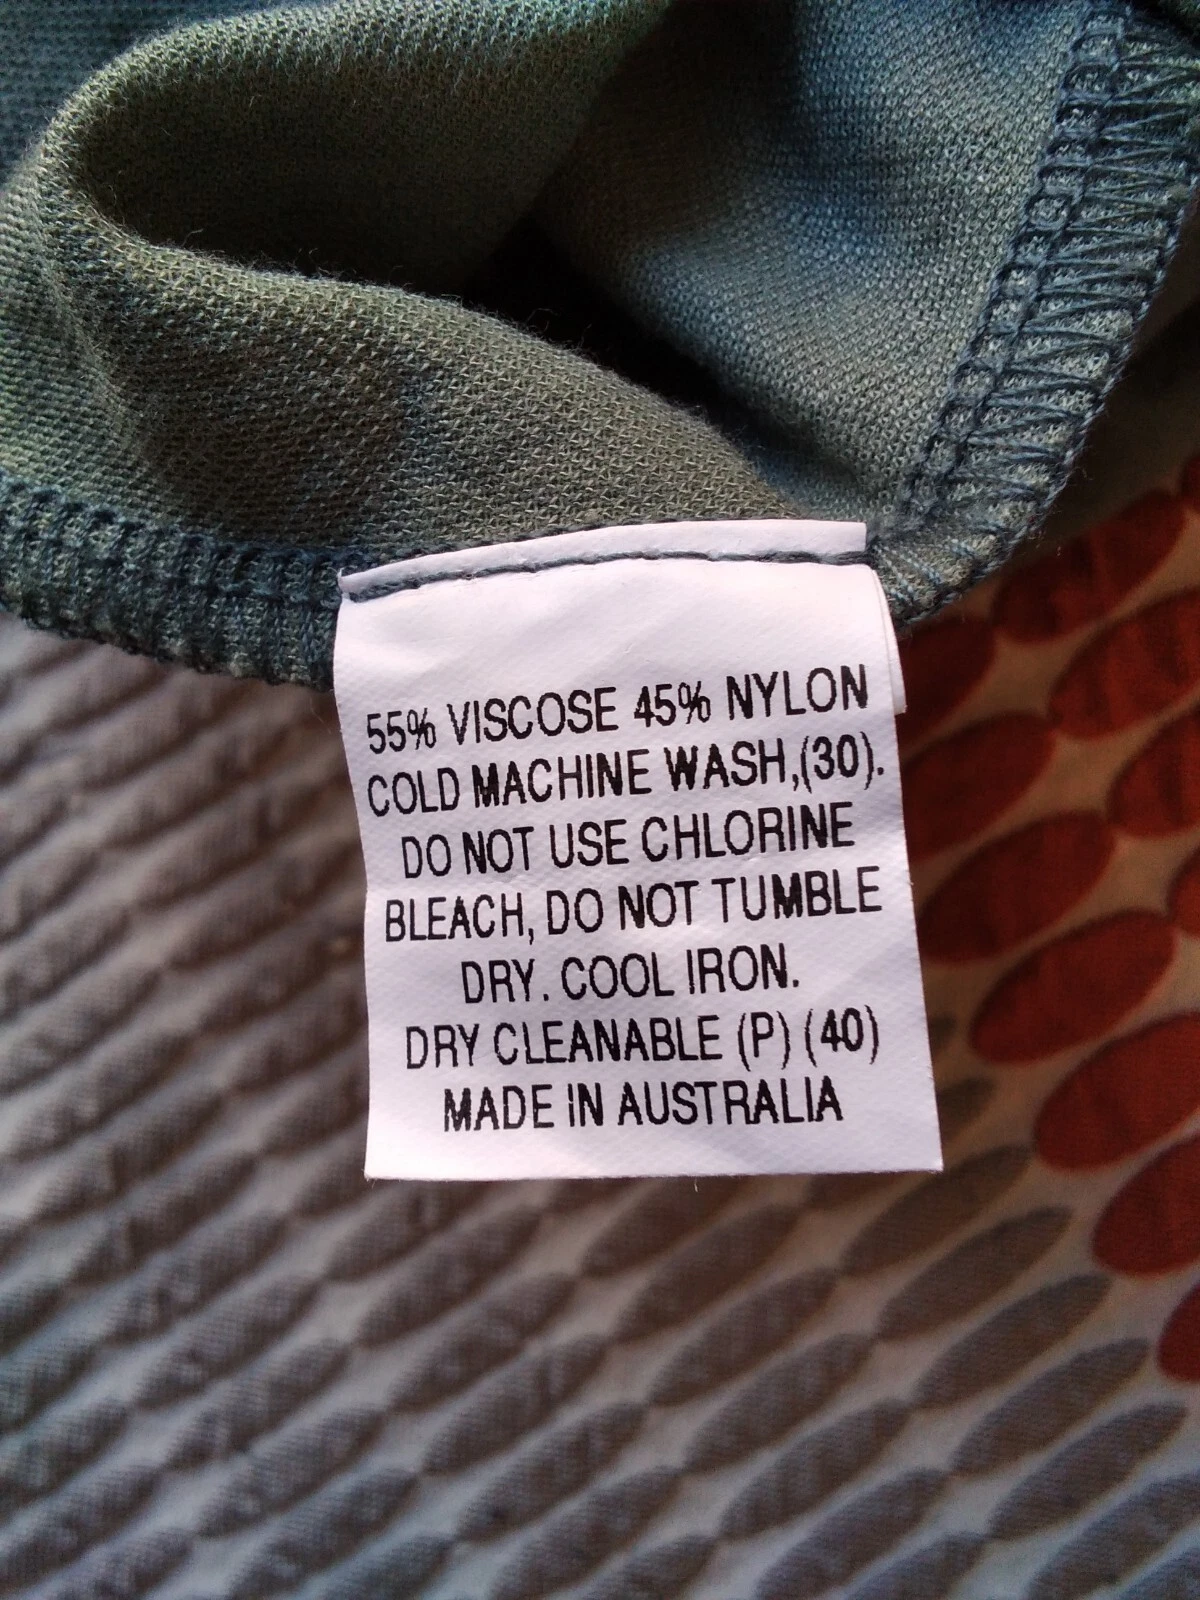 55% VISCOSE 45% NYLON
COLD MACHINE WASH,(30).
DO NOT USE CHLORINE
BLEACH, DO NOT TUMBLE
DRY. COOL IRON.
DRY CLEANABLE (P) (40)
MADE IN AUSTRALIA